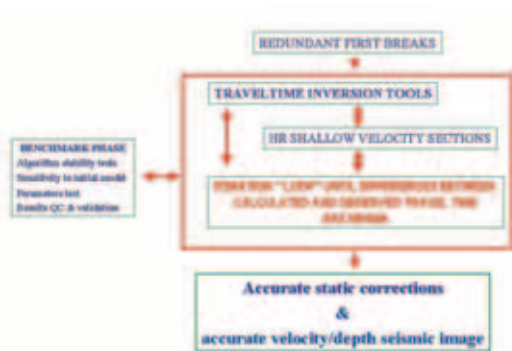 REDUNDANT FIRST BREAKS
TRAVELTIME INVERSION TOOLS
HR SHALLOW VELOCITY SECTIONS
BENCHMARK PHASE
Algorithm stability tools
Sensitivity to initial model
Parameters test
Results QC & validation
UNTIL DIFFERENCES BETWEEN
CALCULATED AND OBSERVED TRAVEL TIME
Accurate static corrections
&
accurate velocity/depth seismic image